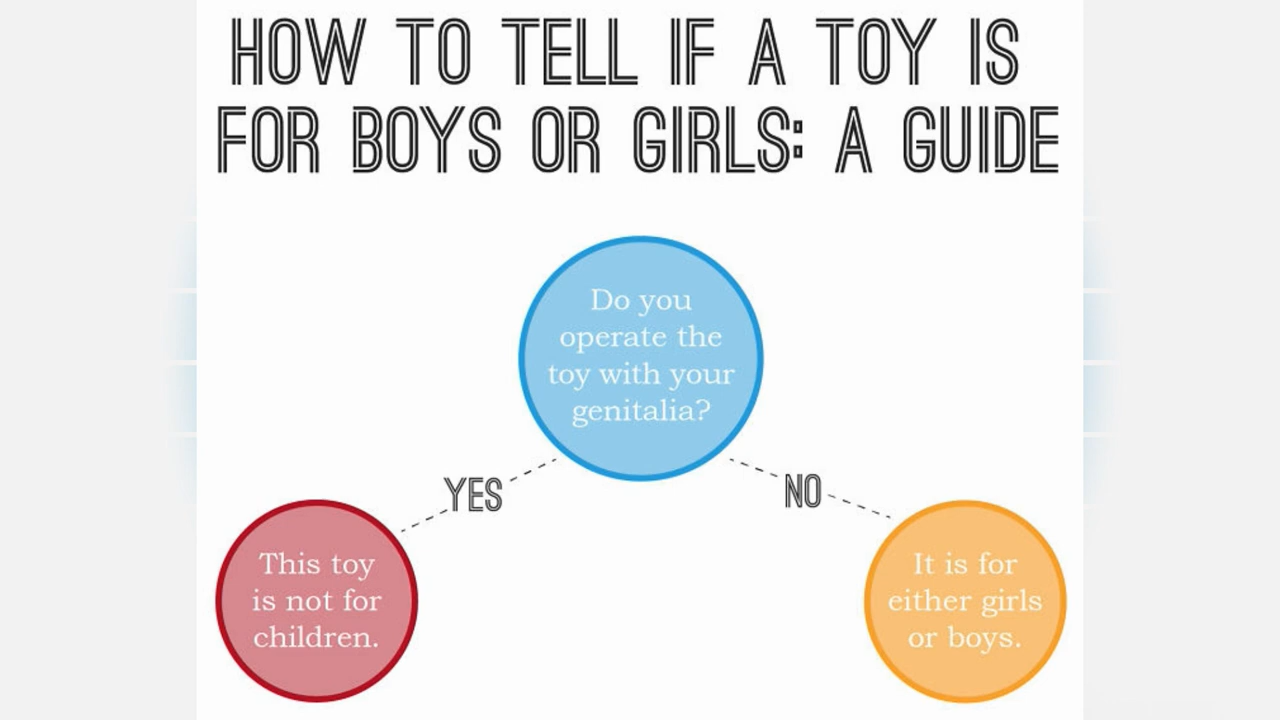 HOW TO TELL IF A TOY IS
FOR BOYS OR GIRLS: A GUIDE
Do you
operate the
toy with your
genitalia?
YES
NO
This toy
is not for
children.
It is for
either girls
or boys.